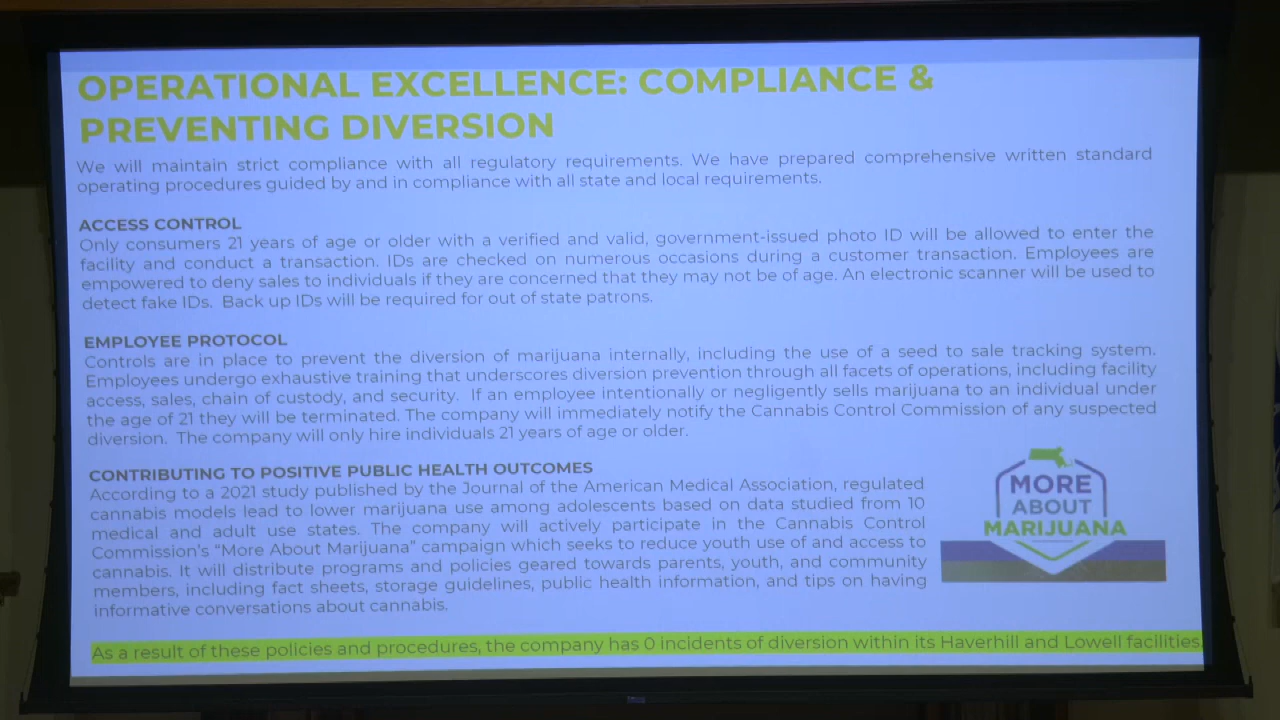 OPERATIONAL EXCELLENCE: COMPLIANCE &
PREVENTING DIVERSION
We will maintain strict compliance with all regulatory requirements. We have prepared comprehensive written standard
operating procedures guided by and in compliance with all state and local requirements.
ACCESS CONTROL
Only consumers 21 years of age or older with a verified and valid, government-issued photo ID will be allowed to enter the
facility and conduct a transaction. IDs are checked on numerous occasions during a customer transaction. Employees are
empowered to deny sales to individuals if they are concerned that they may not be of age. An electronic scanner will be used to
detect fake IDs. Back up IDs will be required for out of state patrons.
EMPLOYEE PROTOCOL
Controls are in place to prevent the diversion of marijuana internally, including the use of a seed to sale tracking system.
Employees undergo exhaustive training that underscores diversion prevention through all facets of operations, including facility
access, sales, chain of custody, and security. If an employee intentionally or negligently sells marijuana to an individual under
the age of 21 they will be terminated. The company will immediately notify the Cannabis Control Commission of any suspected
diversion. The company will only hire individuals 21 years of age or older.
CONTRIBUTING TO POSITIVE PUBLIC HEALTH OUTCOMES
According to a 2021 study published by the Journal of the American Medical Association, regulated
cannabis models lead to lower marijuana use among adolescents based on data studied from 10
medical and adult use states. The company will actively participate in the Cannabis Control
Commission's "More About Marijuana" campaign which seeks to reduce youth use of and access to
cannabis. It will distribute programs and policies geared towards parents, youth, and community
members, including fact sheets, storage guidelines, public health information, and tips on having
informative conversations about cannabis.
MORE
ABOUT
MARIJUANA
As a result of these policies and procedures, the company has 0 incidents of diversion within its Haverhill and Lowell facilities.